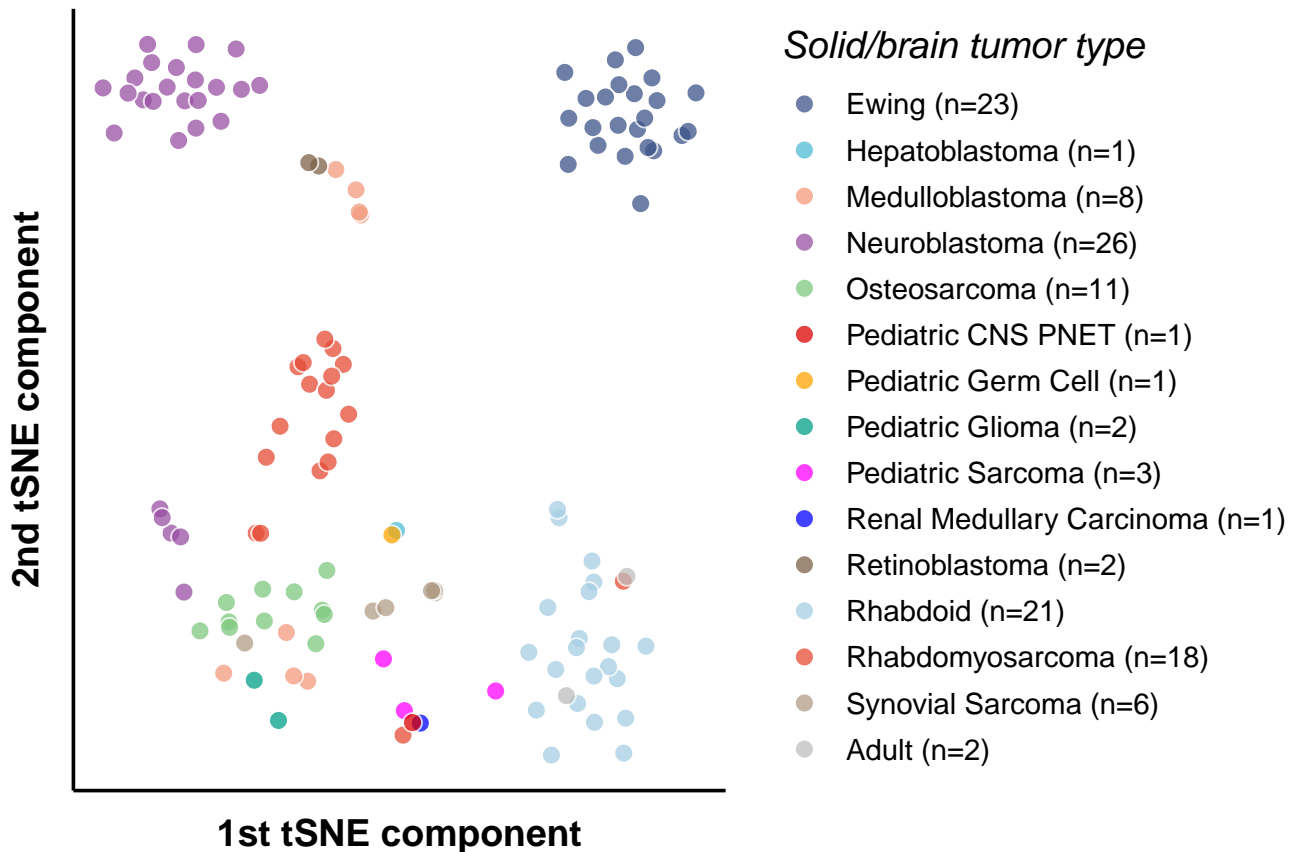 Solid/brain tumor type
Ewing (n=23)
Hepatoblastoma (n=1)
Medulloblastoma (n=8)
Neuroblastoma (n=26)
Osteosarcoma (n=11)
Pediatric CNS PNET (n=1)
Pediatric Germ Cell (n=1)
Pediatric Glioma (n=2)
Pediatric Sarcoma (n=3)
Renal Medullary Carcinoma (n=1)
Retinoblastoma (n=2)
Rhabdoid (n=21)
Rhabdomyosarcoma (n=18)
Synovial Sarcoma (n=6)
Adult (n=2)
2nd tSNE component
1st tSNE component